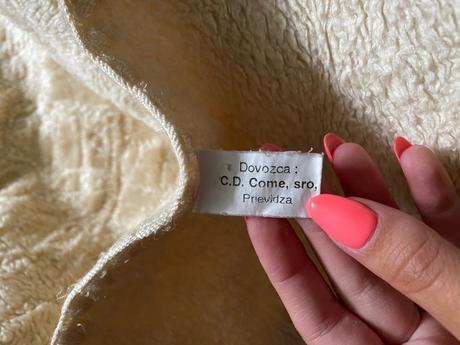 Dovozca :
C.D. Come, sro,
Prievidza